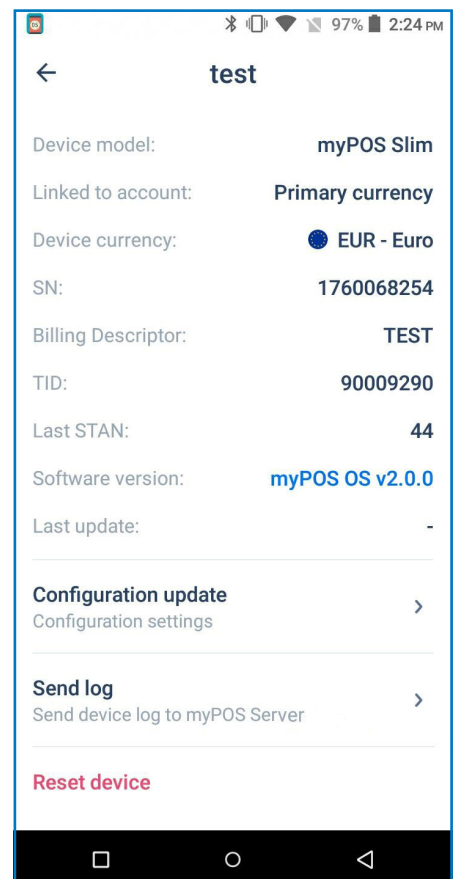 97% 2:24 PM
test
Device model: myPOS Slim
Linked to account: Primary currency
Device currency: EUR - Euro
SN: 1760068254
Billing Descriptor: TEST
TID: 90009290
Last STAN: 44
Software version: myPOS OS v2.0.0
Last update: -
Configuration update
Configuration settings
Send log
Send device log to myPOS Server
Reset device